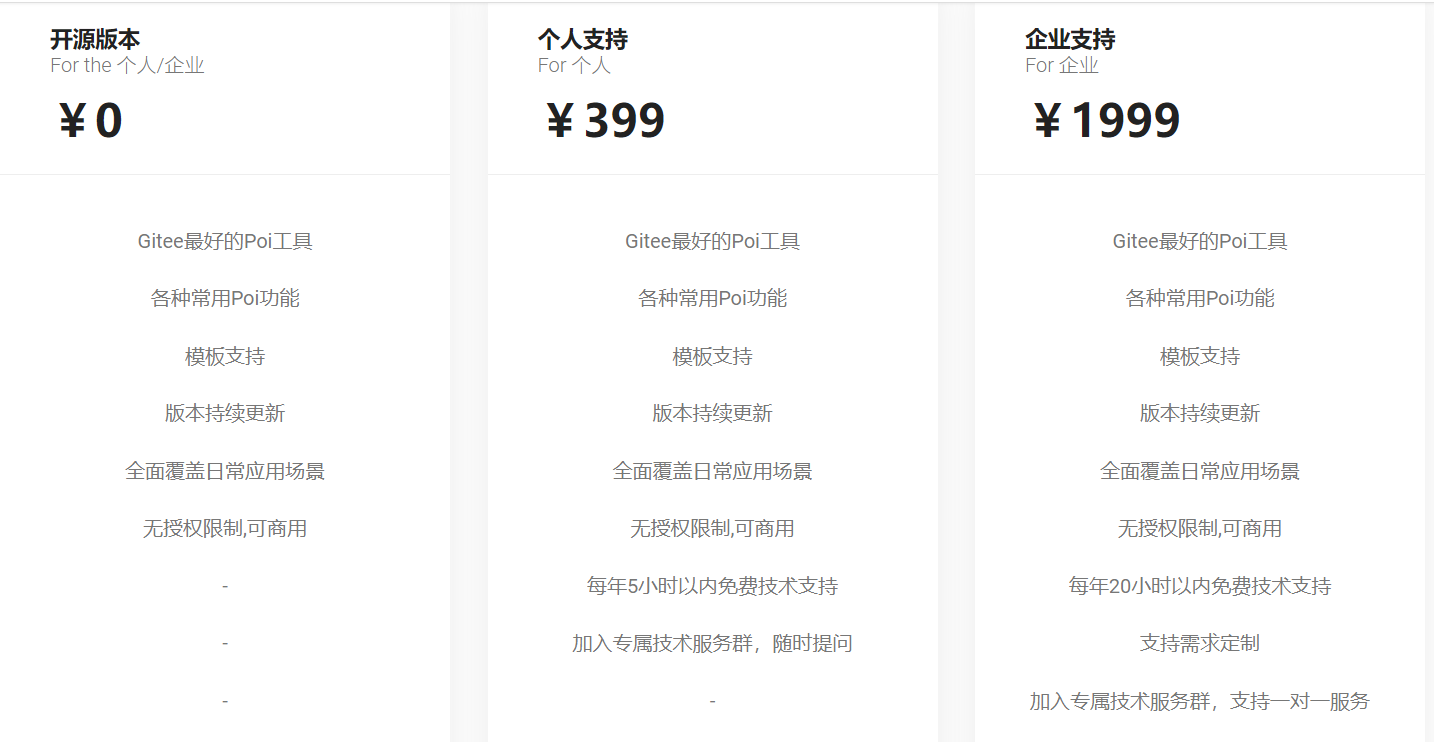 开源版本
For the 个人/企业
￥0
Gitee最好的Poi工具
各种常用Poi功能
模板支持
版本持续更新
全面覆盖日常应用场景
无授权限制,可商用
-
-
-
个人支持
For 个人
￥399
Gitee最好的Poi工具
各种常用Poi功能
模板支持
版本持续更新
全面覆盖日常应用场景
无授权限制,可商用
每年5小时以内免费技术支持
加入专属技术服务群，随时提问
-
企业支持
For 企业
￥1999
Gitee最好的Poi工具
各种常用Poi功能
模板支持
版本持续更新
全面覆盖日常应用场景
无授权限制,可商用
每年20小时以内免费技术支持
支持需求定制
加入专属技术服务群，支持一对一服务